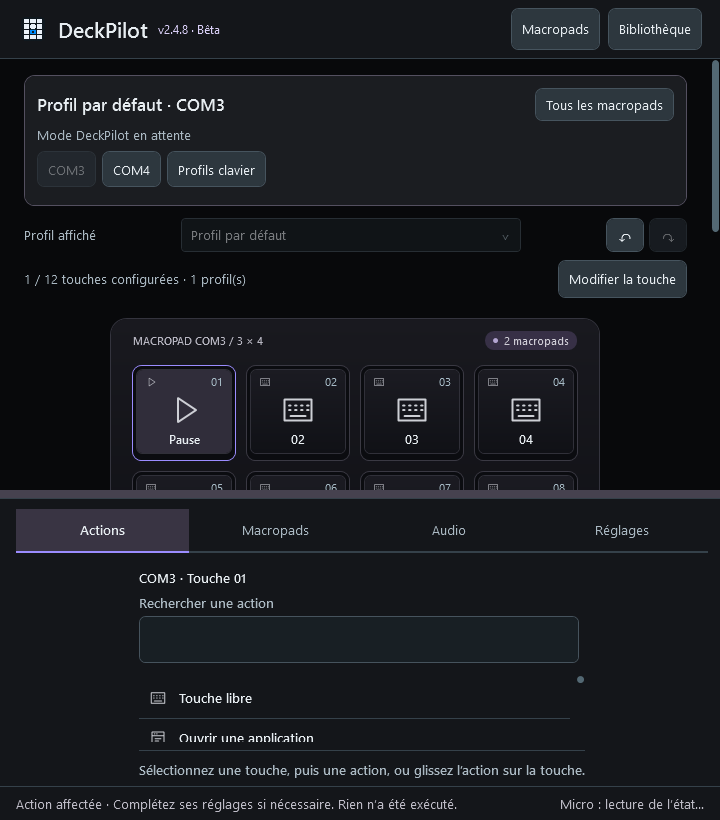 DeckPilot v2.4.8 · Bêta Macropads Bibliothèque
Profil par défaut · COM3 Tous les macropads
Mode DeckPilot en attente
COM3 COM4 Profils clavier
Profil affiché Profil par défaut
1 / 12 touches configurées · 1 profil(s) Modifier la touche
MACROPAD COM3 / 3 × 4 2 macropads
01 02 03 04
Pause 02 03 04
05 06 07 08
Actions Macropads Audio Réglages
COM3 · Touche 01
Rechercher une action
Touche libre
Ouvrir une application
Sélectionnez une touche, puis une action, ou glissez l'action sur la touche.
Action affectée · Complétez ses réglages si nécessaire. Rien n'a été exécuté. Micro : lecture de l'état...